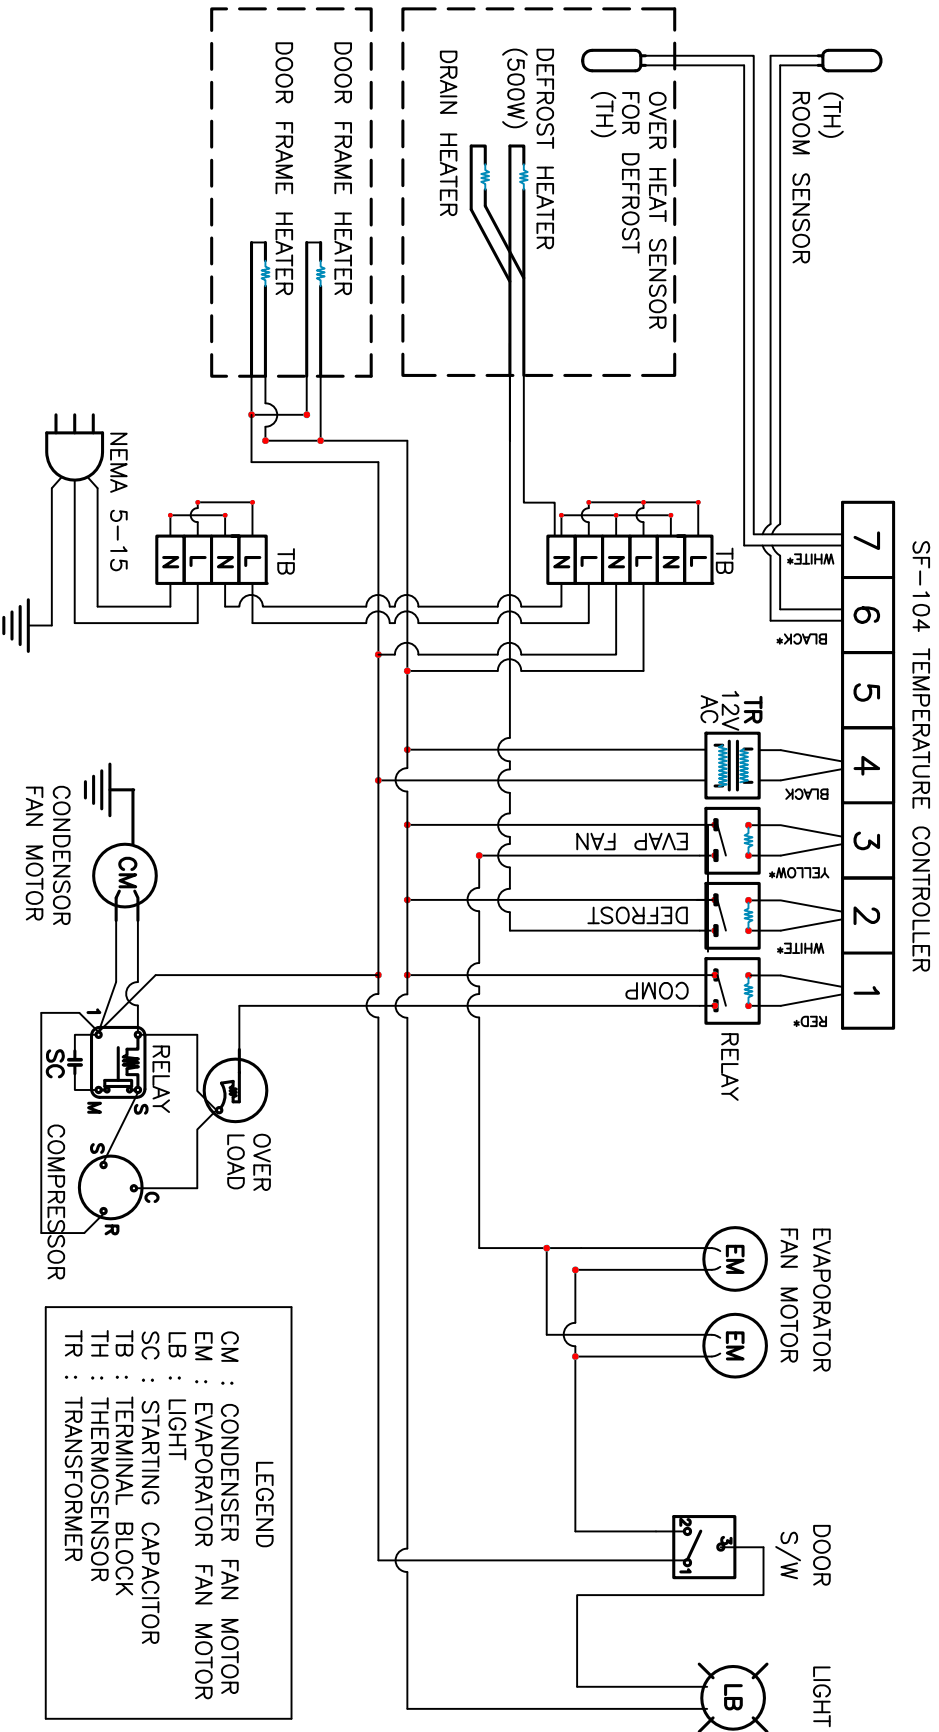 SF-104 TEMPERATURE CONTROLLER
7
6
5
4
3
2
1
WHITE*
BLACK*
BLACK
YELLOW*
WHITE*
RED*
(TH)
ROOM SENSOR
OVER HEAT SENSOR
FOR DEFROST
(TH)
DEFROST HEATER
(500W)
DRAIN HEATER
DOOR FRAME HEATER
DOOR FRAME HEATER
NEMA 5-15
TB
L
N
L
N
L
N
TB
L
N
L
N
TR
12V
AC
EVAP FAN
DEFROST
COMP
RELAY
EVAPORATOR
FAN MOTOR
EM
EM
DOOR
S/W
2
3
1
LIGHT
LB
CONDENSOR
FAN MOTOR
CM
RELAY
1
S
M
SC
OVER
LOAD
COMPRESSOR
S
C
R
LEGEND
CM : CONDENSER FAN MOTOR
EM : EVAPORATOR FAN MOTOR
LB : LIGHT
SC : STARTING CAPACITOR
TB : TERMINAL BLOCK
TH : THERMOSENSOR
TR : TRANSFORMER